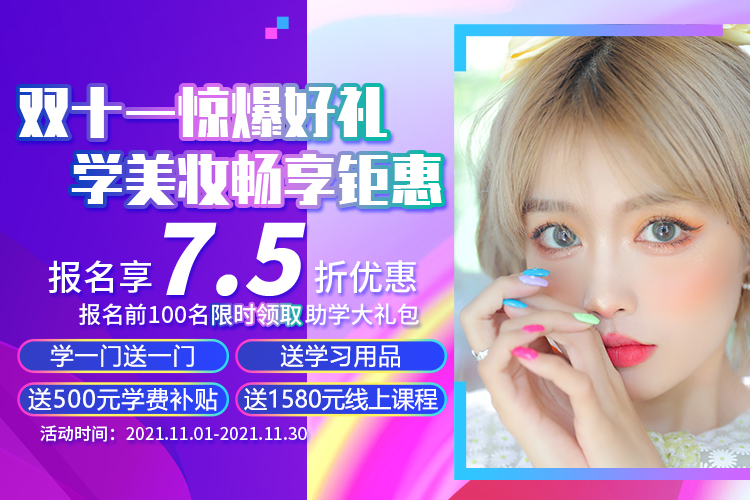 双十一惊爆好礼
学美妆畅享钜惠
报名享7.5折优惠
报名前100名限时领取助学大礼包
学一门送一门 送学习用品
送500元学费补贴 送1580元线上课程
活动时间：2021.11.01-2021.11.30